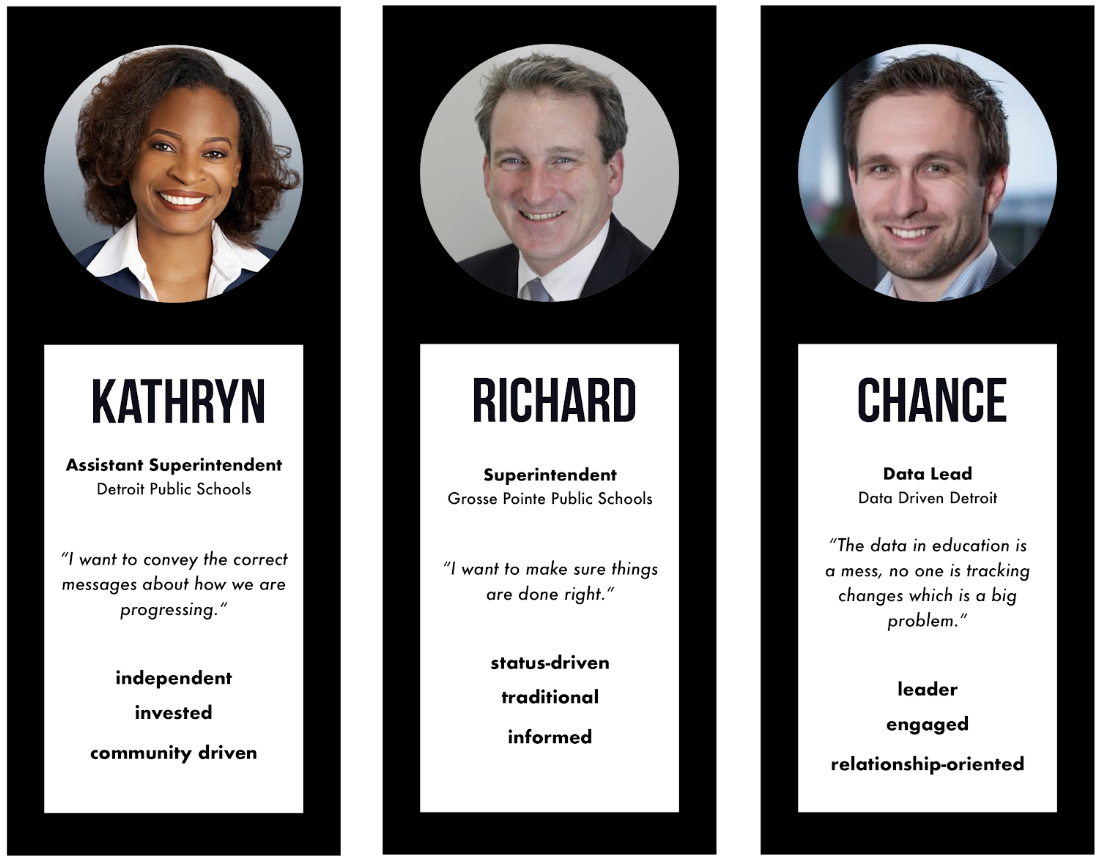 KATHRYN
Assistant Superintendent
Detroit Public Schools
“I want to convey the correct
messages about how we are
progressing.”
independent
invested
community driven
RICHARD
Superintendent
Grosse Pointe Public Schools
“I want to make sure things
are done right.”
status-driven
traditional
informed
CHANCE
Data Lead
Data Driven Detroit
“The data in education is
a mess, no one is tracking
changes which is a big
problem.”
leader
engaged
relationship-oriented